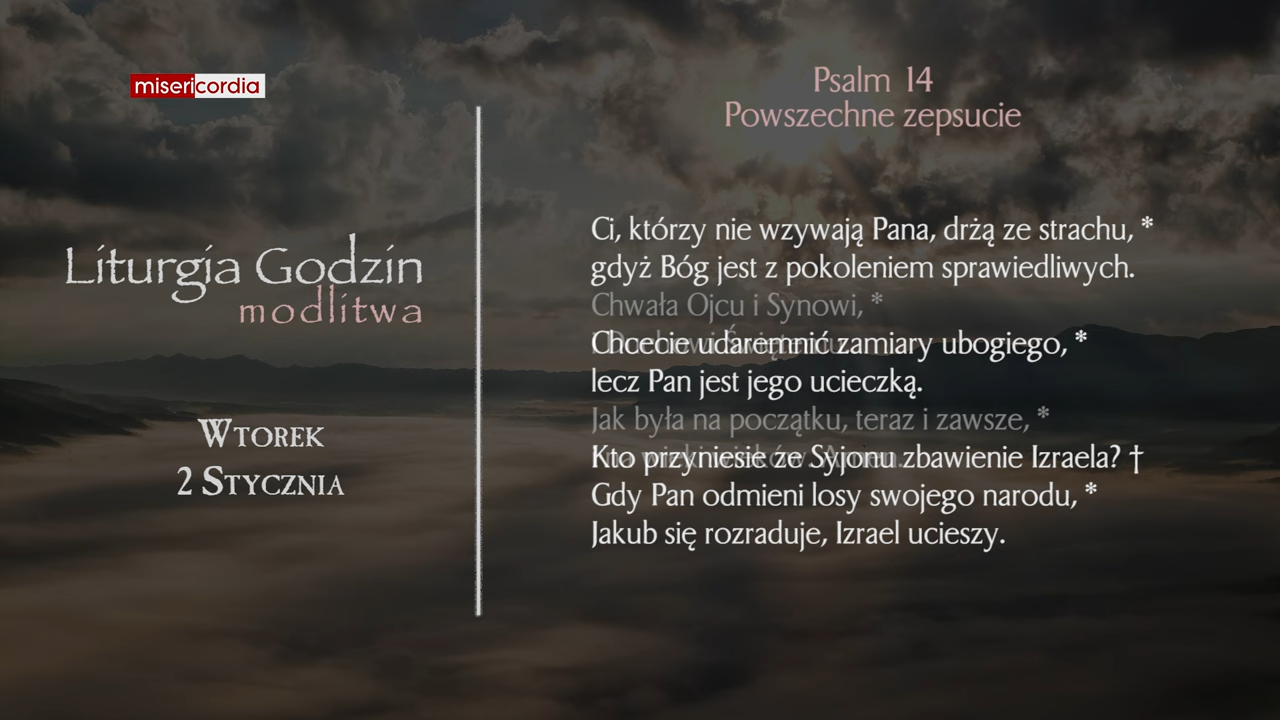 misericordia
Liturgia Godzin
modlitwa
Wtorek
2 Stycznia
Psalm 14
Powszechne zepsucie
Ci, którzy nie wzywają Pana, drżą ze strachu, *
gdyż Bóg jest z pokoleniem sprawiedliwych.
Chwała Ojcu i Synowi, *
Chcecie udaremnić zamiary ubogiego, *
lecz Pan jest jego ucieczką.
Jak była na początku, teraz i zawsze, *
Kto przyniesie ze Syjonu zbawienie Izraela? †
Gdy Pan odmieni losy swojego narodu, *
Jakub się rozraduje, Izrael ucieszy.